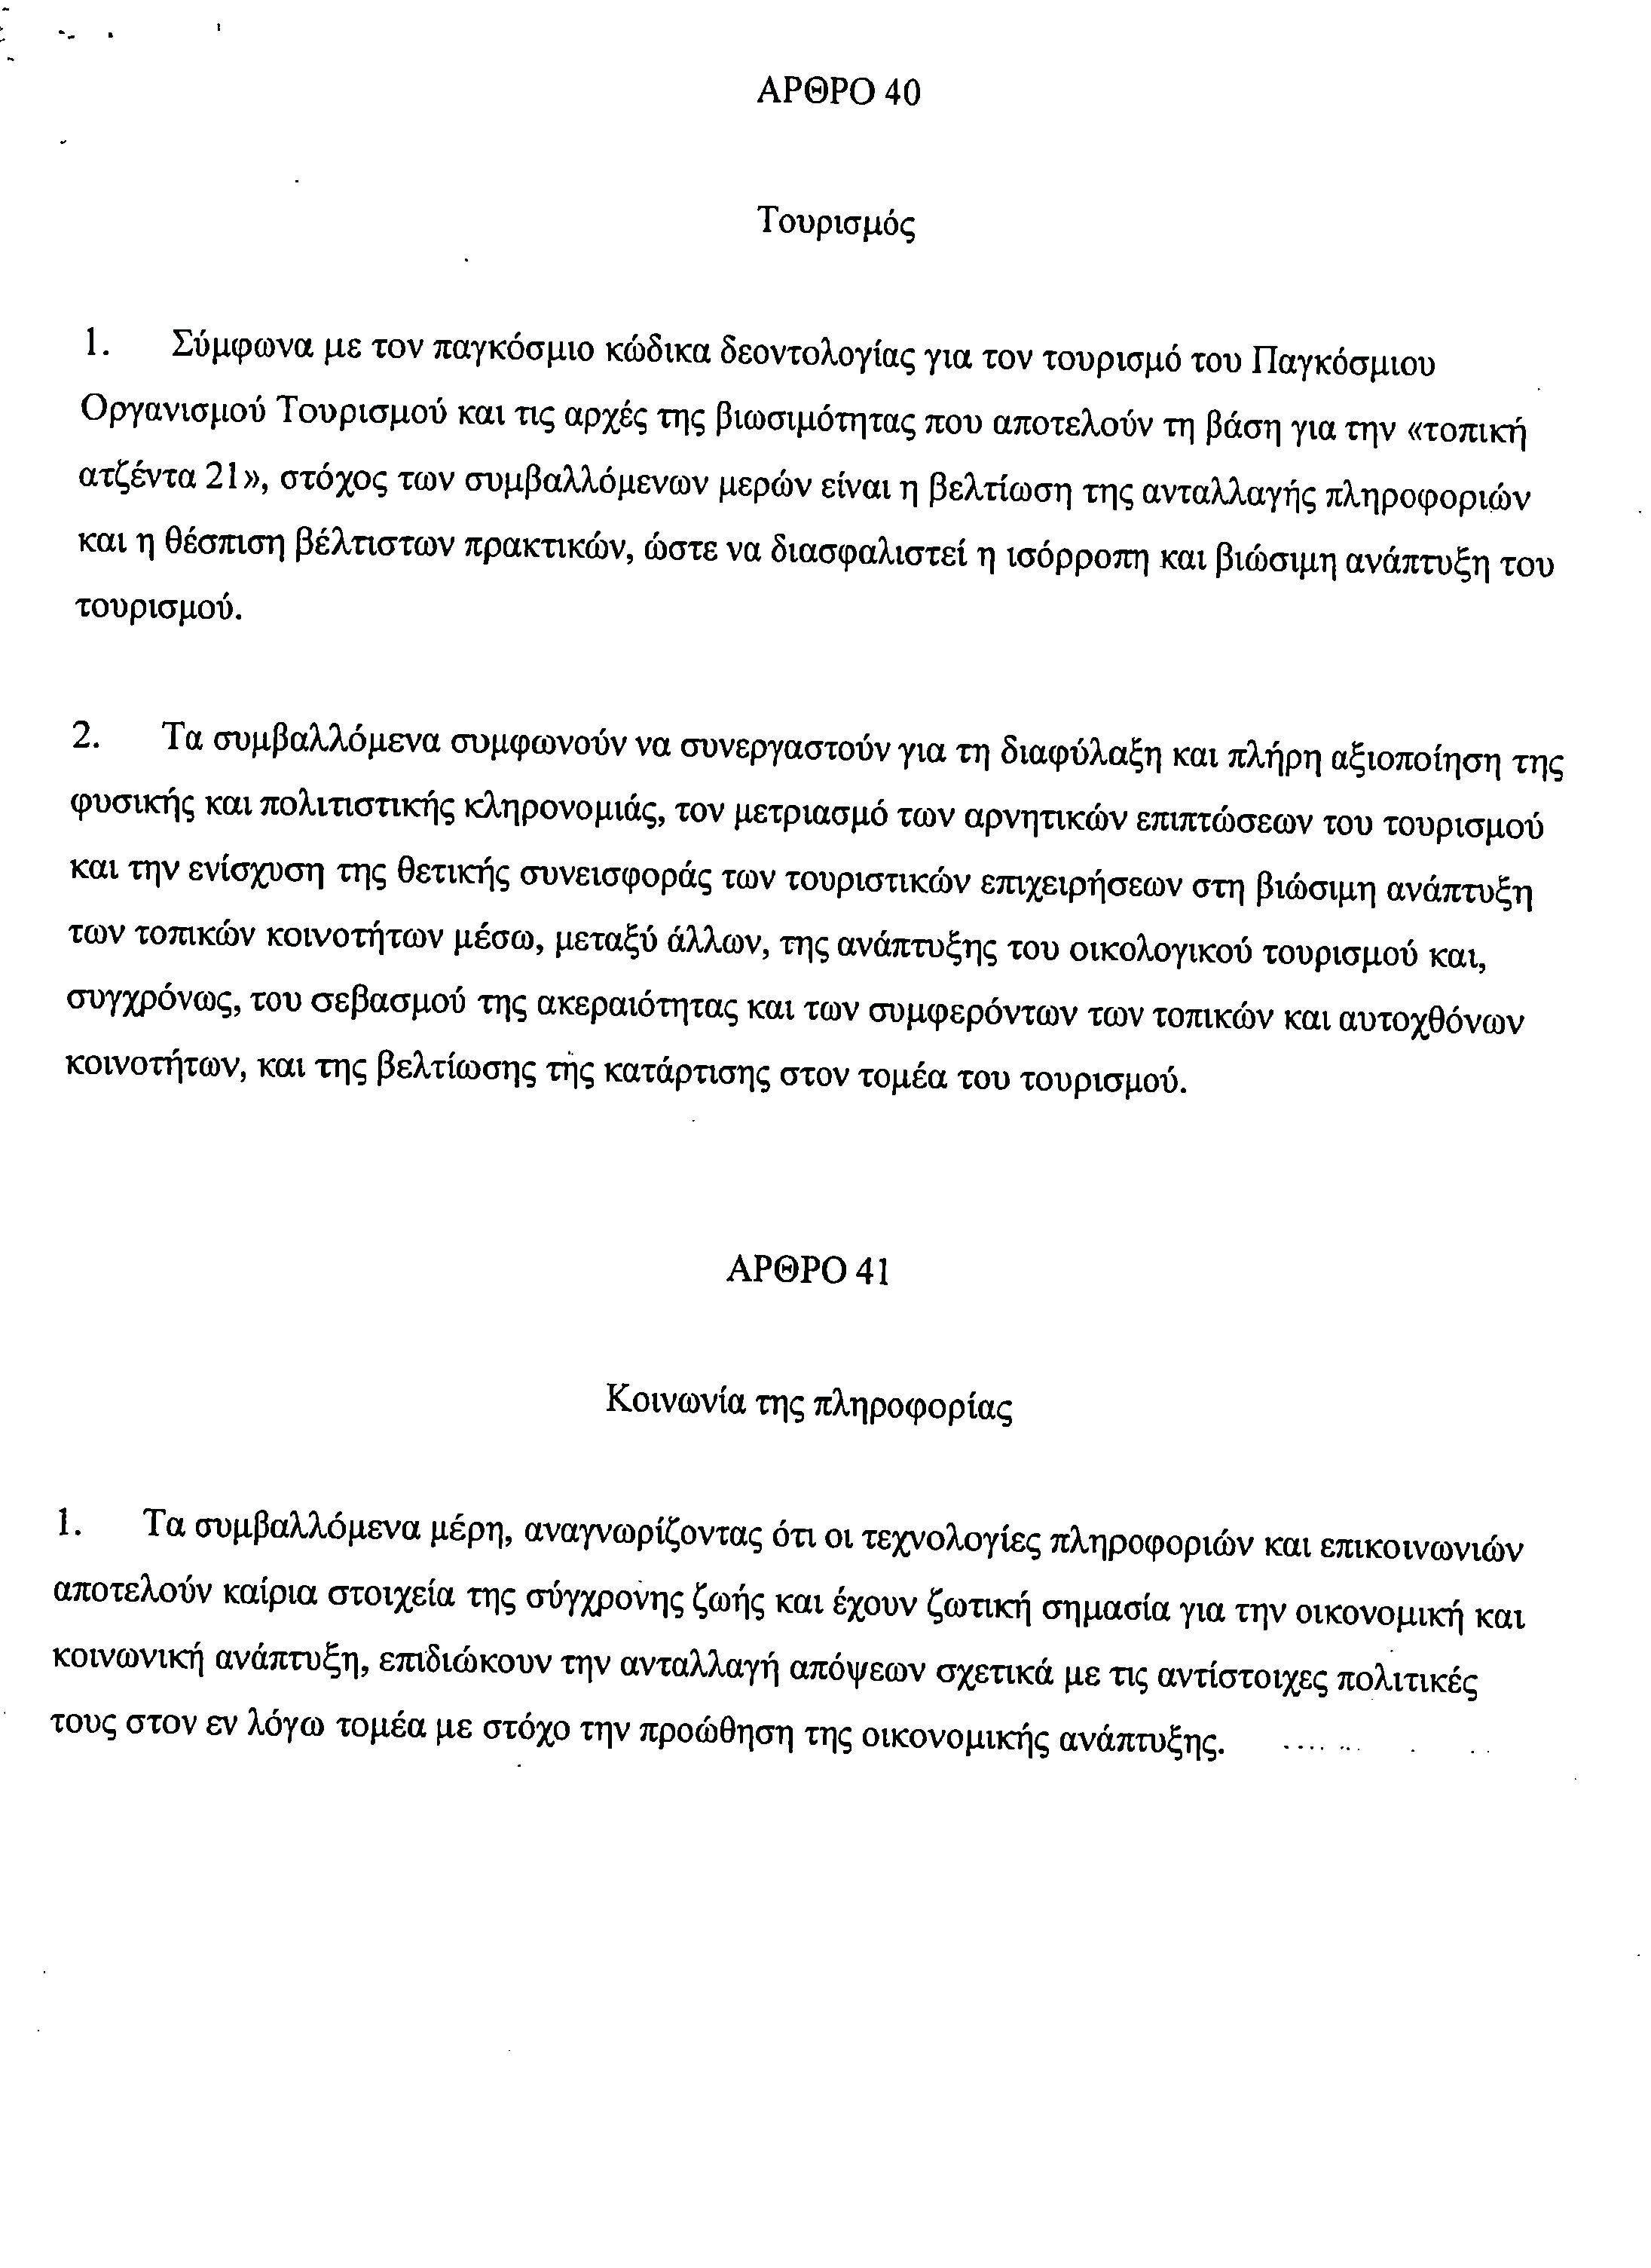 ΑΡΘΡΟ 40
Τουρισμός
1. Σύμφωνα με τον παγκόσμιο κώδικα δεοντολογίας για τον τουρισμό του Παγκόσμιου
Οργανισμού Τουρισμού και τις αρχές της βιωσιμότητας που αποτελούν τη βάση για την «τοπική
ατζέντα 21», στόχος των συμβαλλόμενων μερών είναι η βελτίωση της ανταλλαγής πληροφοριών
και η θέσπιση βέλτιστων πρακτικών, ώστε να διασφαλιστεί η ισόρροπη και βιώσιμη ανάπτυξη του
τουρισμού.
2. Τα συμβαλλόμενα συμφωνούν να συνεργαστούν για τη διαφύλαξη και πλήρη αξιοποίηση της
φυσικής και πολιτιστικής κληρονομιάς, τον μετριασμό των αρνητικών επιπτώσεων του τουρισμού
και την ενίσχυση της θετικής συνεισφοράς των τουριστικών επιχειρήσεων στη βιώσιμη ανάπτυξη
των τοπικών κοινοτήτων μέσω, μεταξύ άλλων, της ανάπτυξης του οικολογικού τουρισμού και,
συγχρόνως, του σεβασμού της ακεραιότητας και των συμφερόντων των τοπικών και αυτοχθόνων
κοινοτήτων, και της βελτίωσης της κατάρτισης στον τομέα του τουρισμού.
ΑΡΘΡΟ 41
Κοινωνία της πληροφορίας
1. Τα συμβαλλόμενα μέρη, αναγνωρίζοντας ότι οι τεχνολογίες πληροφοριών και επικοινωνιών
αποτελούν καίρια στοιχεία της σύγχρονης ζωής και έχουν ζωτική σημασία για την οικονομική και
κοινωνική ανάπτυξη, επιδιώκουν την ανταλλαγή απόψεων σχετικά με τις αντίστοιχες πολιτικές
τους στον εν λόγω τομέα με στόχο την προώθηση της οικονομικής ανάπτυξης.